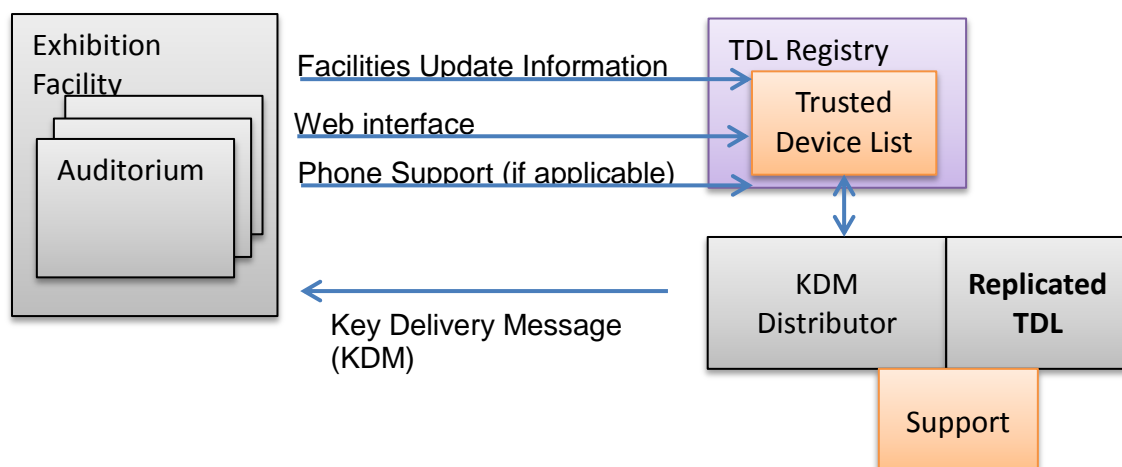 Exhibition
Facility
Auditorium
Facilities Update Information
Web interface
Phone Support (if applicable)
TDL Registry
Trusted
Device List
Key Delivery Message
(KDM)
KDM
Distributor
Replicated
TDL
Support